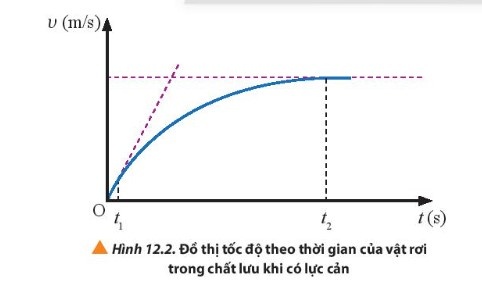 υ (m/s)
O
t₁
t₂
t (s)
▲ Hình 12.2. Đồ thị tốc độ theo thời gian của vật rơi
trong chất lưu khi có lực cản